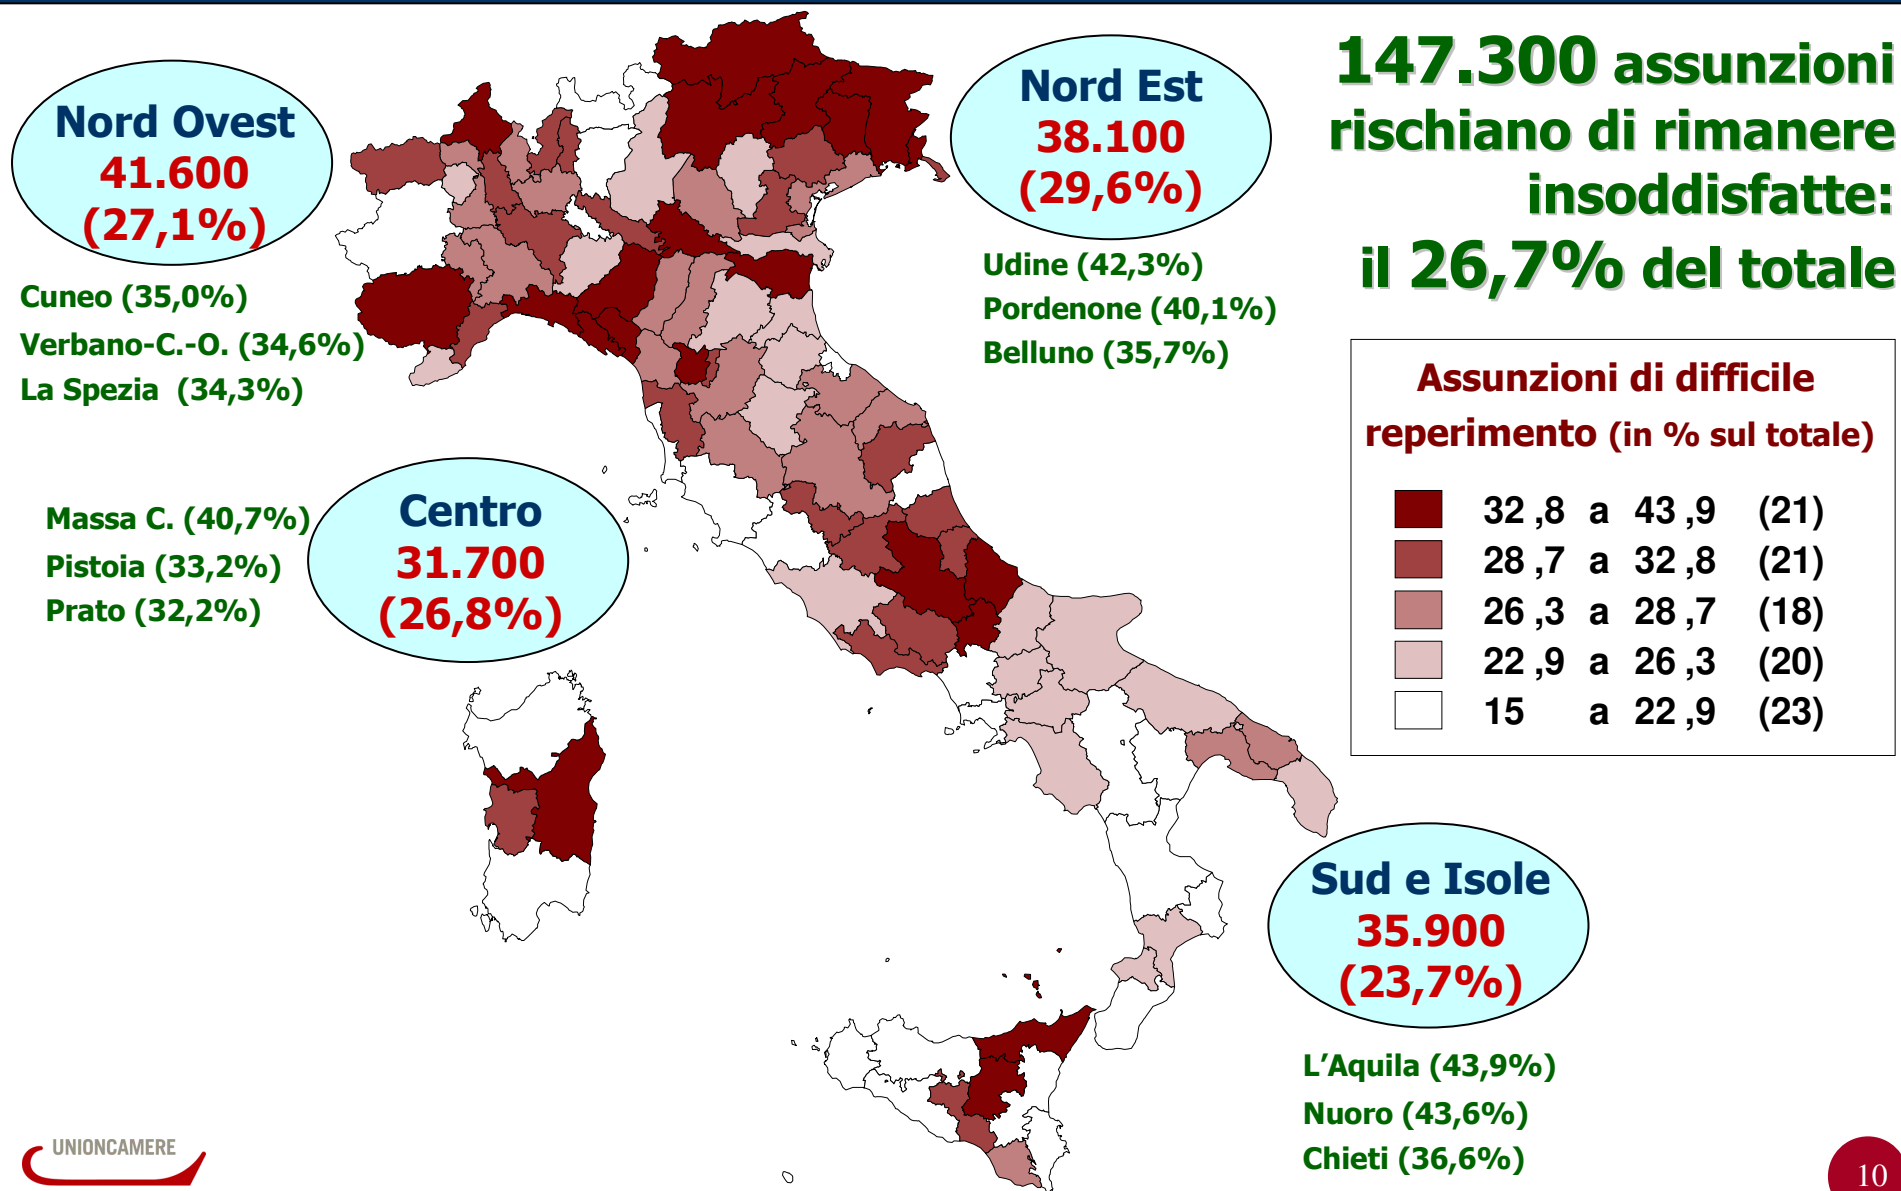 147.300 assunzioni
rischiano di rimanere
insoddisfatte:
il 26,7% del totale
Nord Ovest
41.600
(27,1%)
Cuneo (35,0%)
Verbano-C.-O. (34,6%)
La Spezia (34,3%)
Nord Est
38.100
(29,6%)
Udine (42,3%)
Pordenone (40,1%)
Belluno (35,7%)
Assunzioni di difficile
reperimento (in % sul totale)
32 ,8 a 43 ,9 (21)
28 ,7 a 32 ,8 (21)
26 ,3 a 28 ,7 (18)
22 ,9 a 26 ,3 (20)
15 a 22 ,9 (23)
Massa C. (40,7%)
Pistoia (33,2%)
Prato (32,2%)
Centro
31.700
(26,8%)
Sud e Isole
35.900
(23,7%)
L’Aquila (43,9%)
Nuoro (43,6%)
Chieti (36,6%)
UNIONCAMERE
10